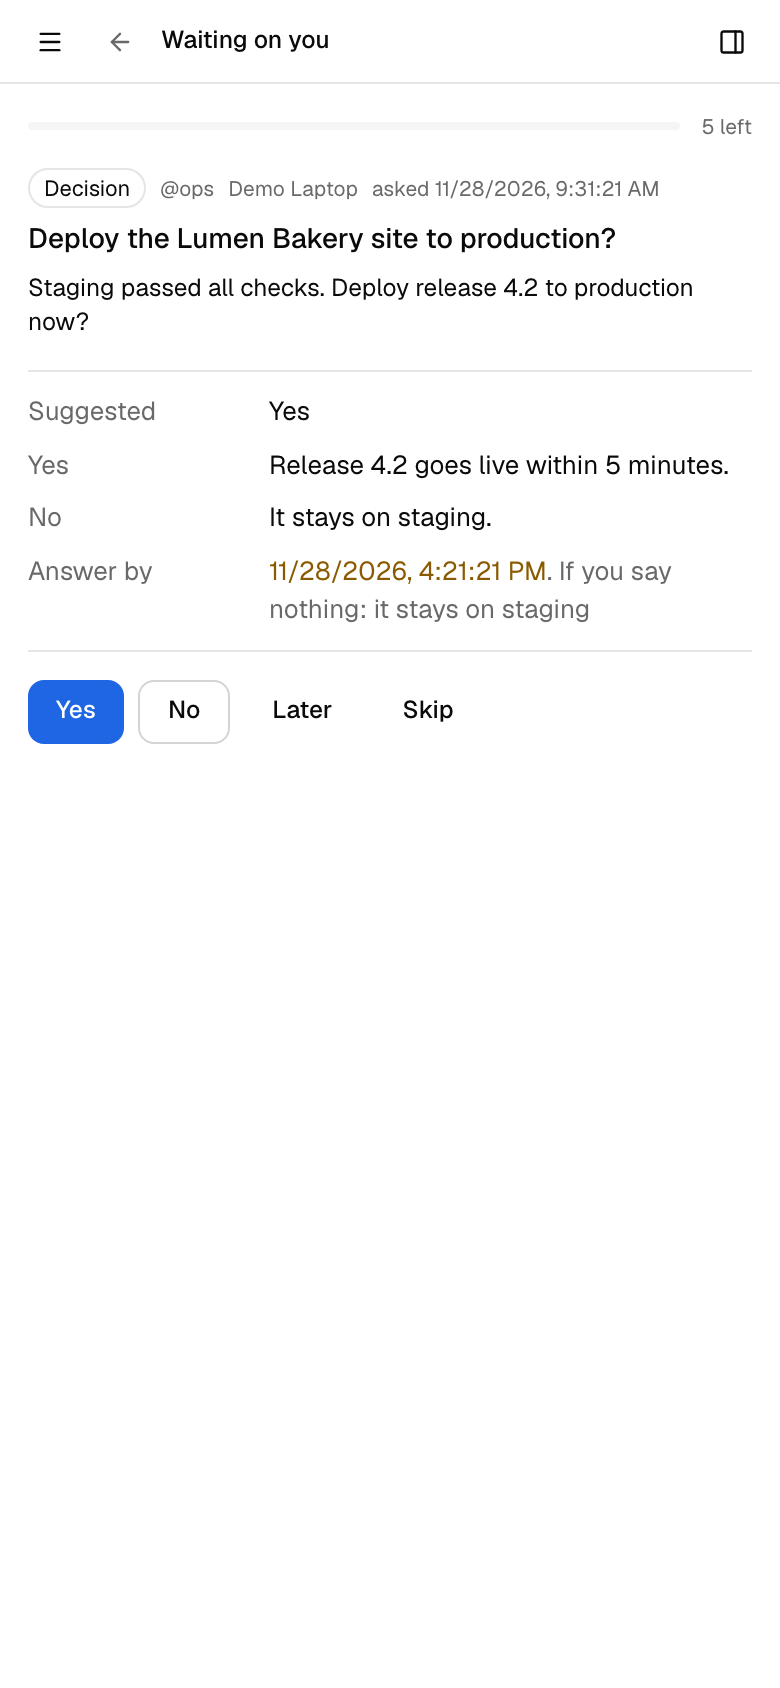 Waiting on you
5 left
Decision @ops Demo Laptop asked 11/28/2026, 9:31:21 AM
Deploy the Lumen Bakery site to production?
Staging passed all checks. Deploy release 4.2 to production
now?
Suggested Yes
Yes Release 4.2 goes live within 5 minutes.
No It stays on staging.
Answer by 11/28/2026, 4:21:21 PM. If you say
nothing: it stays on staging
Yes No Later Skip